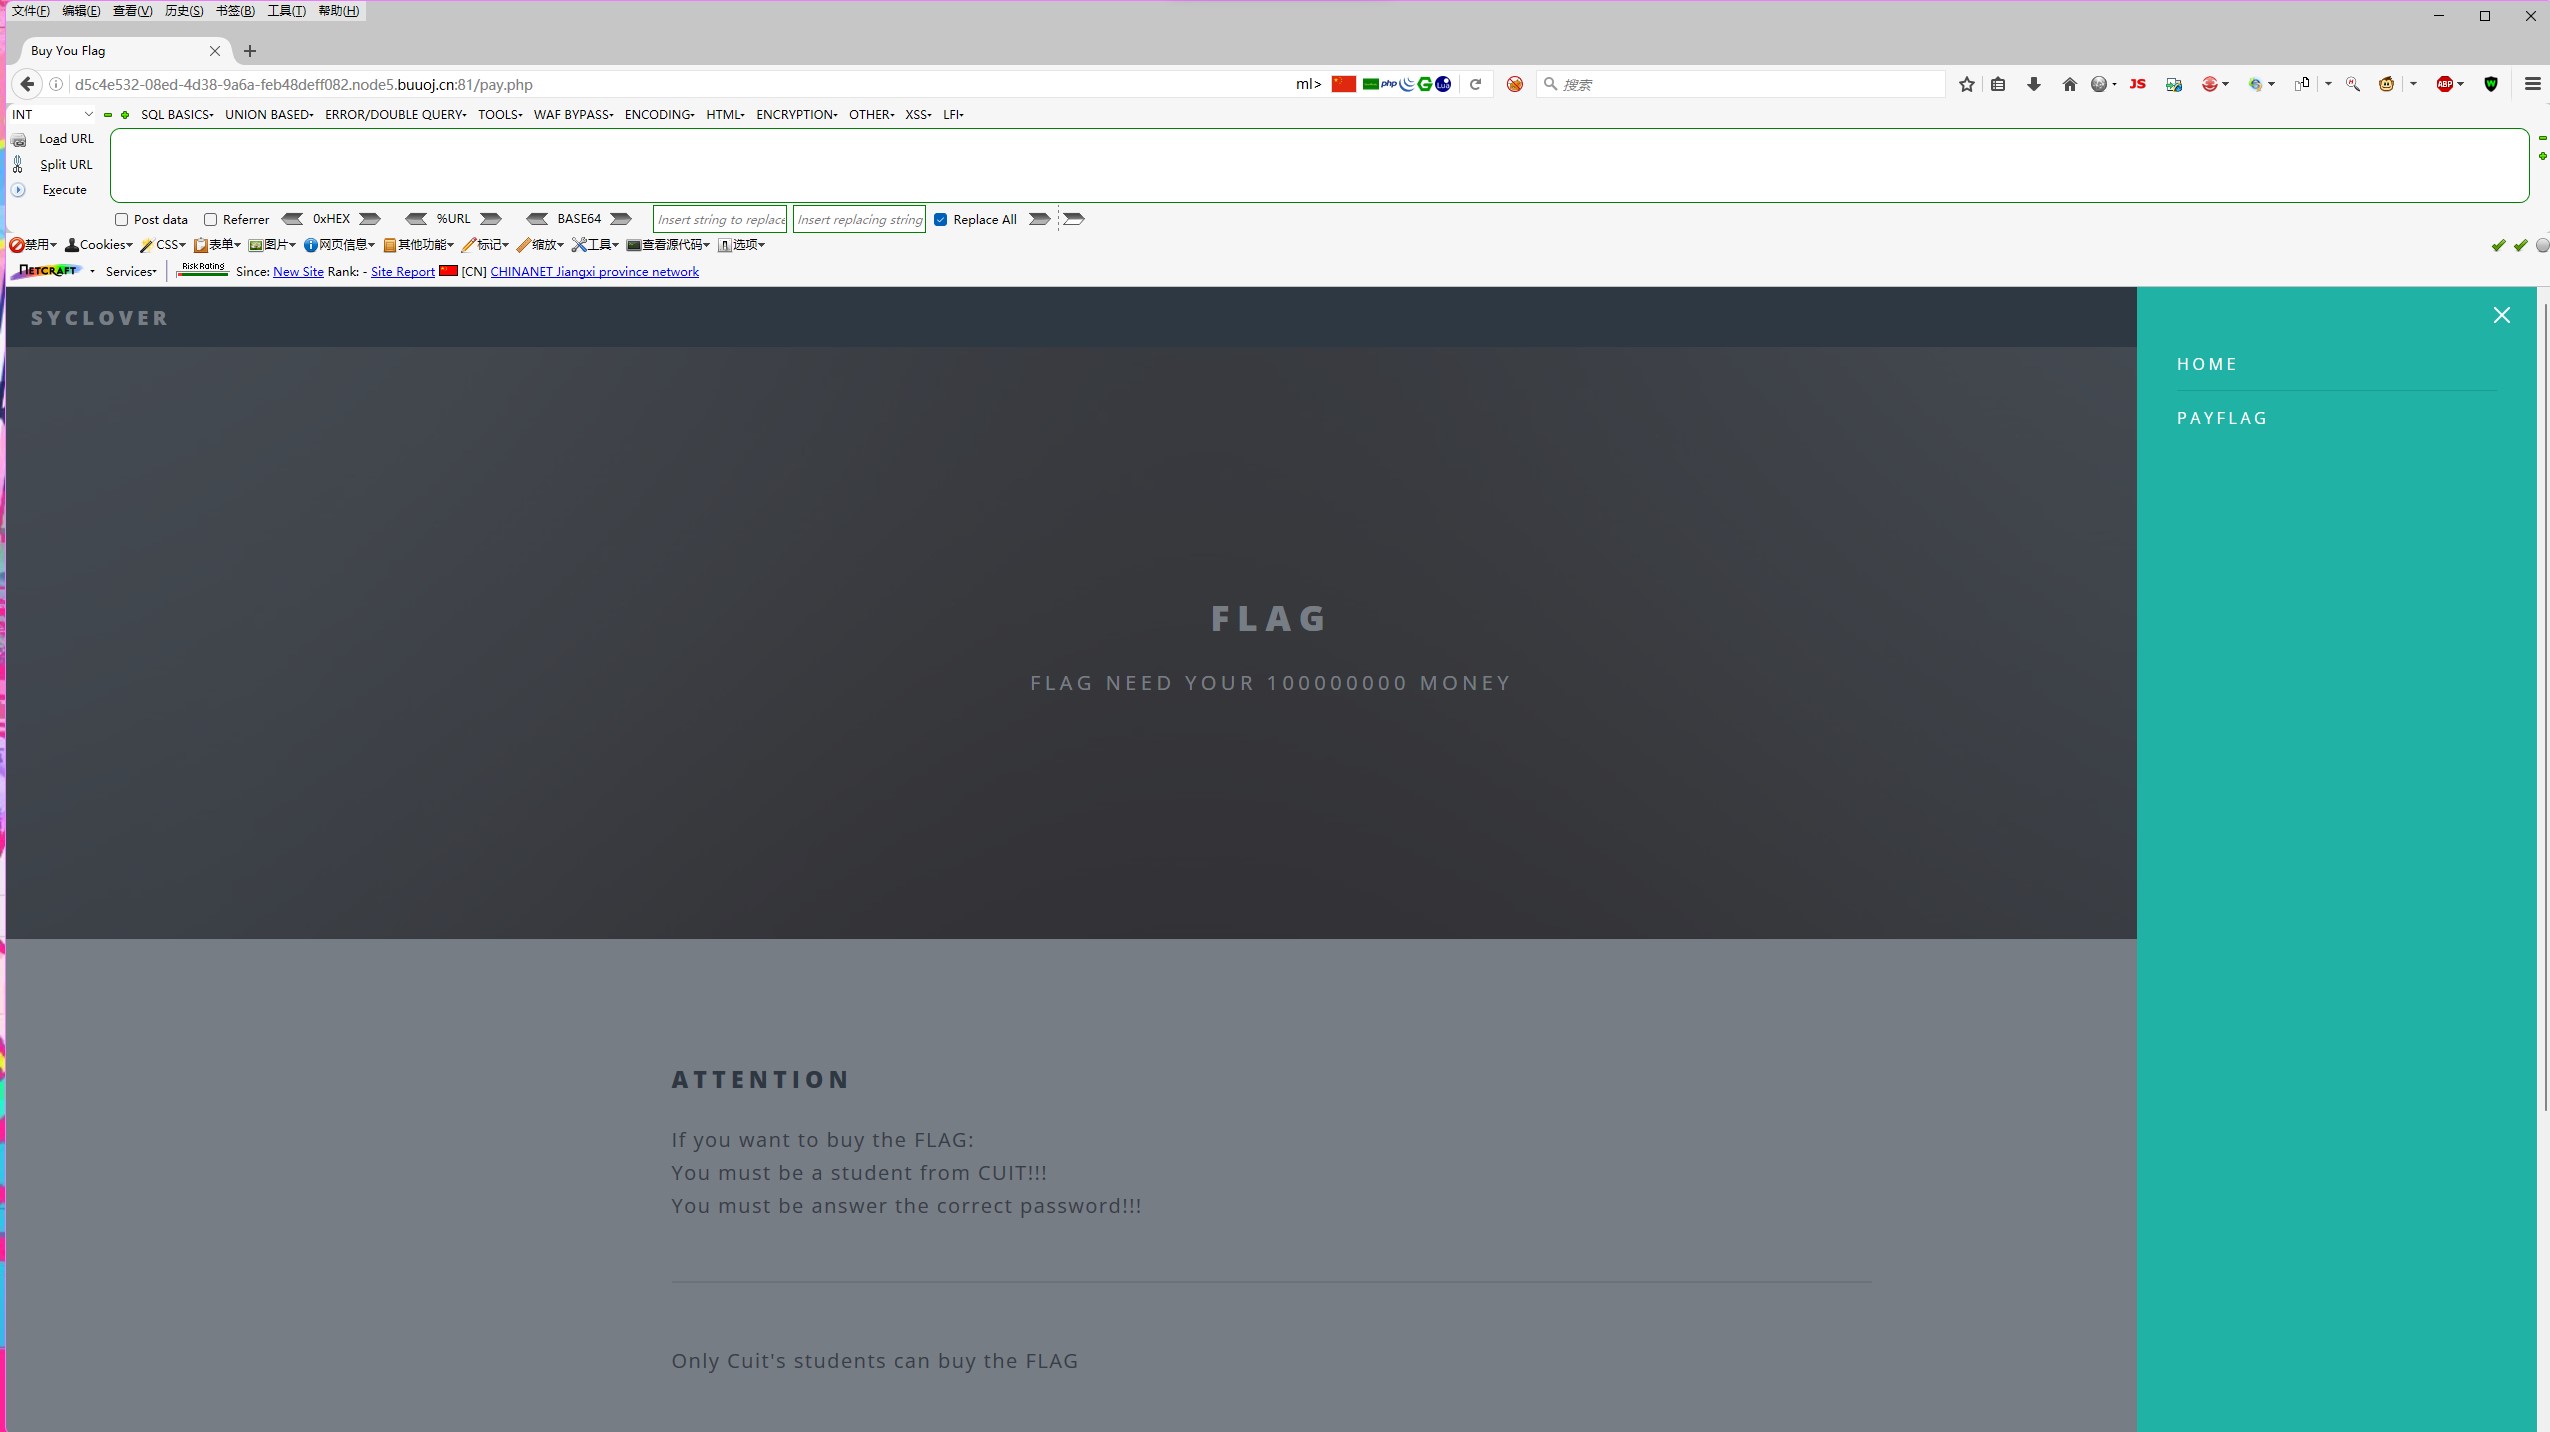 文件(F) 编辑(E) 查看(V) 历史(S) 书签(B) 工具(T) 帮助(H)
Buy You Flag
d5c4e532-08ed-4d38-9a6a-feb48deff082.node5.buuoj.cn:81/pay.php ml> php Lua 搜索 JS ABP W
INT SQL BASICS UNION BASED ERROR/DOUBLE QUERY TOOLS WAF BYPASS ENCODING HTML ENCRYPTION OTHER XSS LFI
Load URL
Split URL
Execute
Post data Referrer 0xHEX %URL BASE64 Insert string to replace Insert replacing string Replace All
禁用 Cookies CSS 表单 图片 网页信息 其他功能 标记 缩放 工具 查看源代码 选项
NETCRAFT Services Risk Rating Since: New Site Rank: - Site Report [CN] CHINANET Jiangxi province network
SYCLOVER
HOME
PAYFLAG
FLAG
FLAG NEED YOUR 100000000 MONEY
ATTENTION
If you want to buy the FLAG:
You must be a student from CUIT!!!
You must be answer the correct password!!!
Only Cuit's students can buy the FLAG